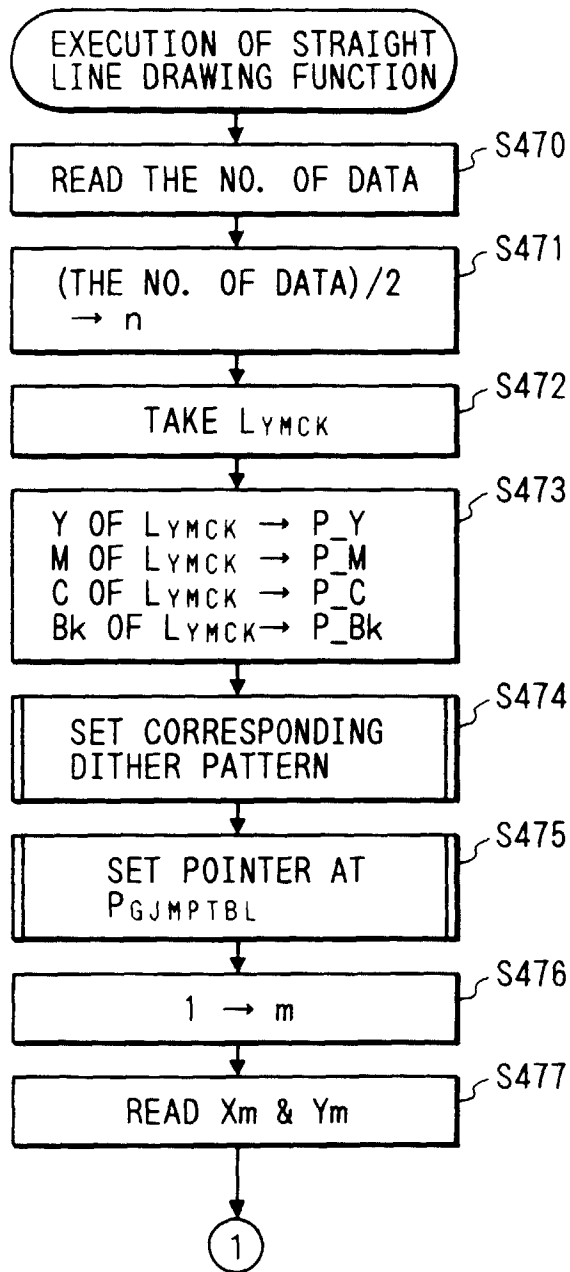 EXECUTION OF STRAIGHT
LINE DRAWING FUNCTION
S470
READ THE NO. OF DATA
S471
(THE NO. OF DATA)/2
→ n
S472
TAKE LYMCK
S473
Y OF LYMCK → P_Y
M OF LYMCK → P_M
C OF LYMCK → P_C
Bk OF LYMCK → P_Bk
S474
SET CORRESPONDING
DITHER PATTERN
S475
SET POINTER AT
PGJMPTBL
S476
1 → m
S477
READ Xm & Ym
1